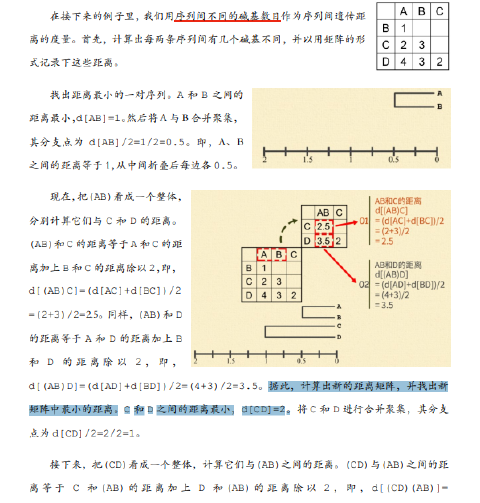 在接下来的例子里，我们用序列间不同的碱基数目作为序列间遗传距
离的度量。首先，计算出每两条序列间有几个碱基不同，并以用矩阵的形
式记录下这些距离。
A B C
B 1
C 2 3
D 4 3 2
找出距离最小的一对序列。A 和 B 之间的
距离最小,d[AB]=1。然后将A与B合并聚集，
其分支点为 d[AB]/2=1/2=0.5。即，A、B
之间的距离等于1,从中间折叠后每边各0.5。
A
B
2 1 0
现在,把(AB)看成一个整体，
分别计算它们与 C 和 D 的距离。
(AB)和C的距离等于A和C的距
离加上B和C的距离除以2,即，
d[(AB)C]=(d[AC]+d[BC])/2
=(2+3)/2=25。同样，(AB)和D
的距离等于 A 和 D 的距离加上 B
和 D 的距离除以 2，即，
AB C
C 2.5
D 3.5 2
A B C
B 1
C 2 3
D 4 3 2
01
AB和C的距离
d[(AB)C]
= (d[AC]+d[BC])/2
= (2+3)/2
= 2.5
02
AB和D的距离
d[(AB)D]
= (d[AD]+d[BD])/2
= (4+3)/2
= 3.5
A
B
C
D
2 1 0
d[(AB)D]=(d[AD]+d[BD])/2=(4+3)/2=3.5。据此，计算出新的距离矩阵，并找出新
矩阵中最小的距离。C 和 D 之间的距离最小，d[CD]=2。将 C 和 D 进行合并聚集，其分支
点为d[CD]/2=2/2=1。
接下来，把(CD)看成一个整体，计算它们与(AB)之间的距离。(CD)与(AB)之间的距
离等于 C 和(AB)的距离加上 D 和(AB)的距离除以 2，即，d[(CD)(AB)]=